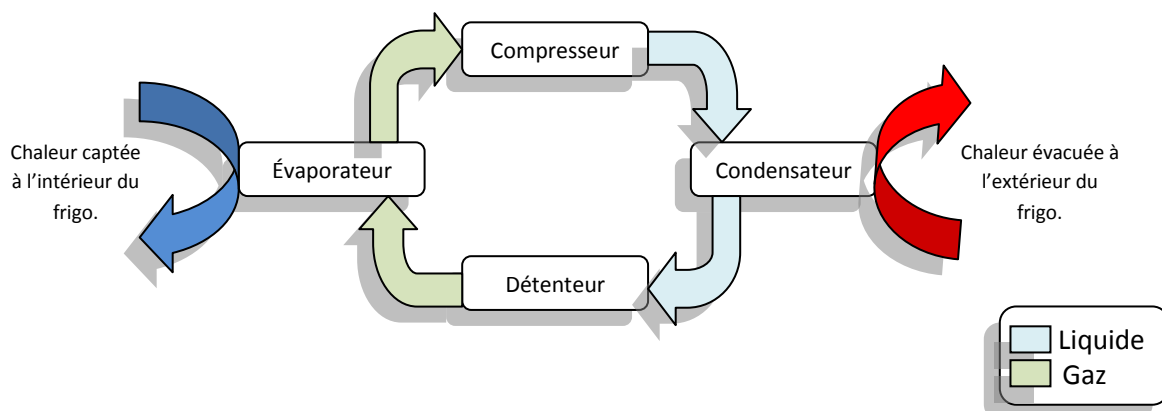 Compresseur
Chaleur captée
à l’intérieur du
frigo.
Évaporateur
Condensateur
Chaleur évacuée à
l’extérieur du
frigo.
Détenteur
Liquide
Gaz